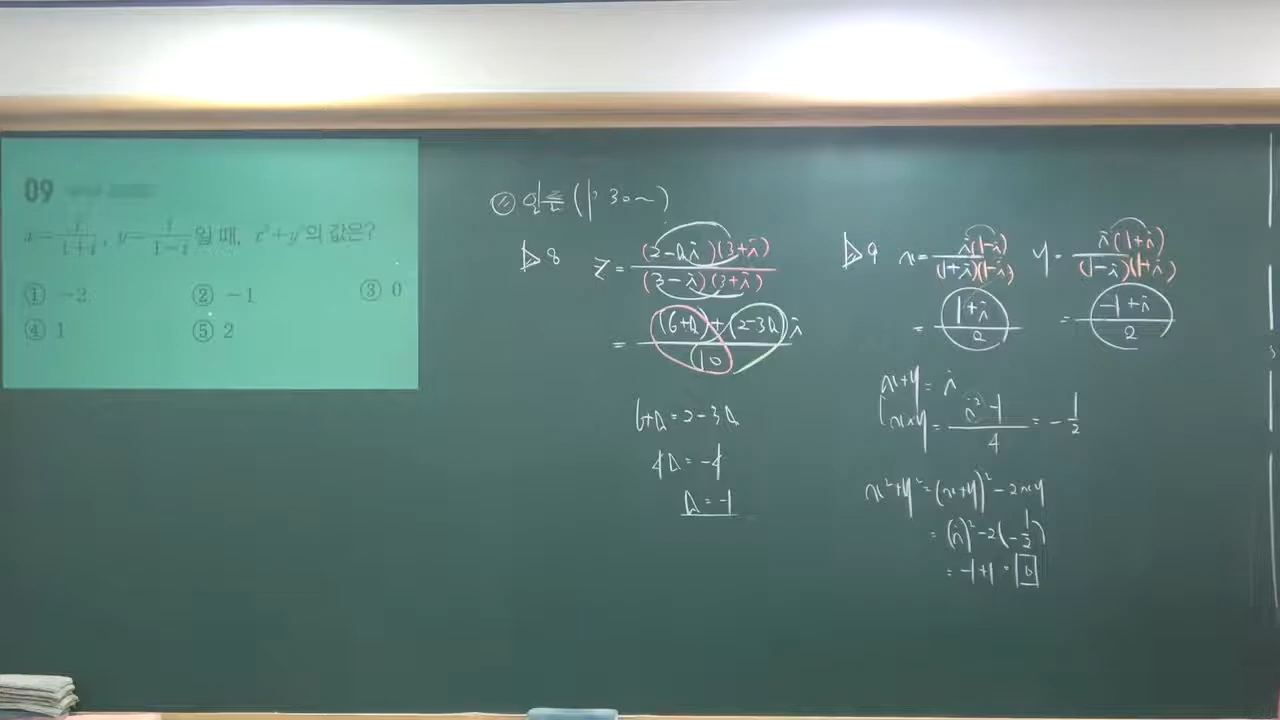 09
x = i/(1+i), y = i/(1-i) 일 때, x²+y²의 값은?
① -2 ② -1 ③ 0
④ 1 ⑤ 2
(p 30~)
▷8
z = (2-ai)(3+i)/(3-i)(3+i)
= (6+a)+(2-3a)i/10
6+a=2-3a
4a=-4
a=-1
▷9 x= i(1-i)/(1+i)(1-i) y= i(1+i)/(1-i)(1+i)
= 1+i/2 = -1+i/2
x+y= i
x×y= i²-1/4 = -1/2
x²+y²=(x+y)²-2xy
= (i)²-2(-1/2)
= -1+1=0